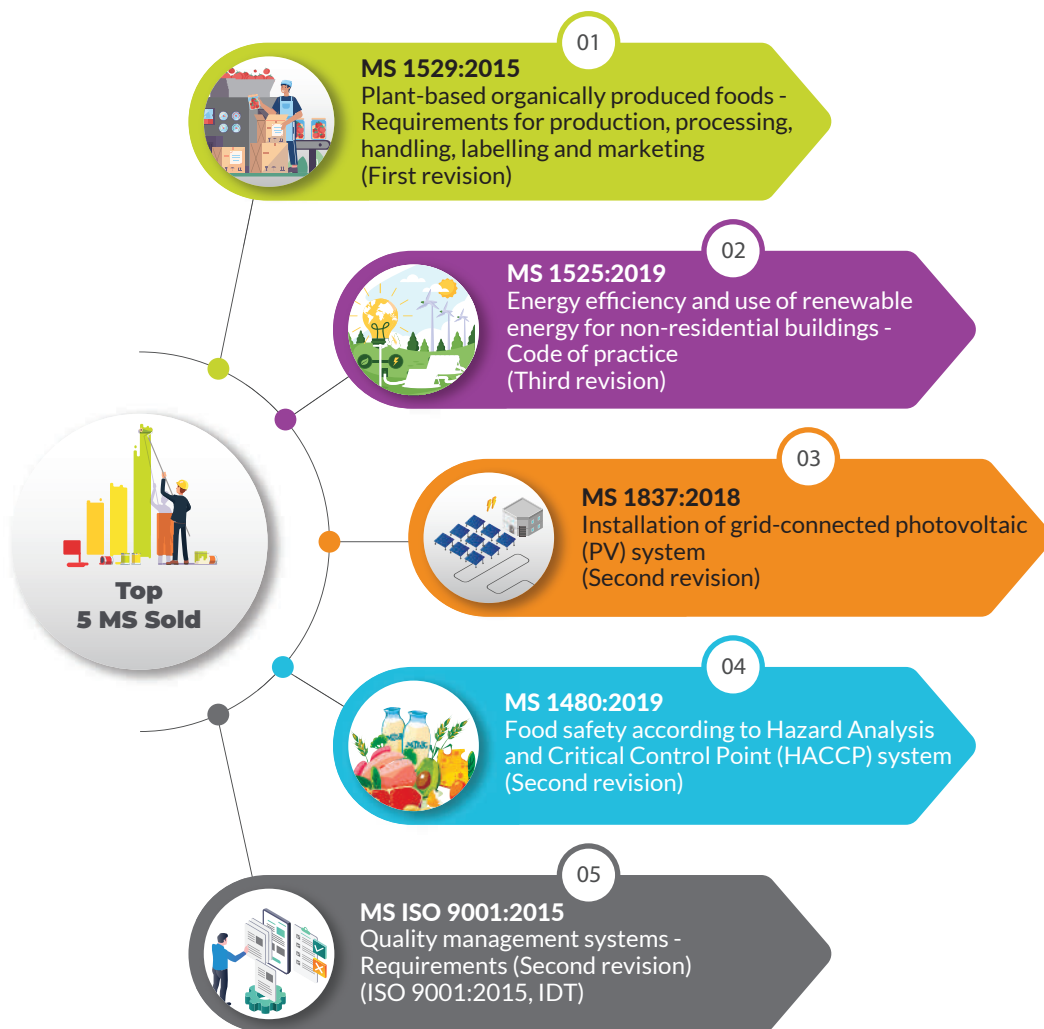 01
MS 1529:2015
Plant-based organically produced foods -
Requirements for production, processing,
handling, labelling and marketing
(First revision)
02
MS 1525:2019
Energy efficiency and use of renewable
energy for non-residential buildings -
Code of practice
(Third revision)
03
MS 1837:2018
Installation of grid-connected photovoltaic
(PV) system
(Second revision)
Top
5 MS Sold
04
MS 1480:2019
Food safety according to Hazard Analysis
and Critical Control Point (HACCP) system
(Second revision)
05
MS ISO 9001:2015
Quality management systems -
Requirements (Second revision)
(ISO 9001:2015, IDT)